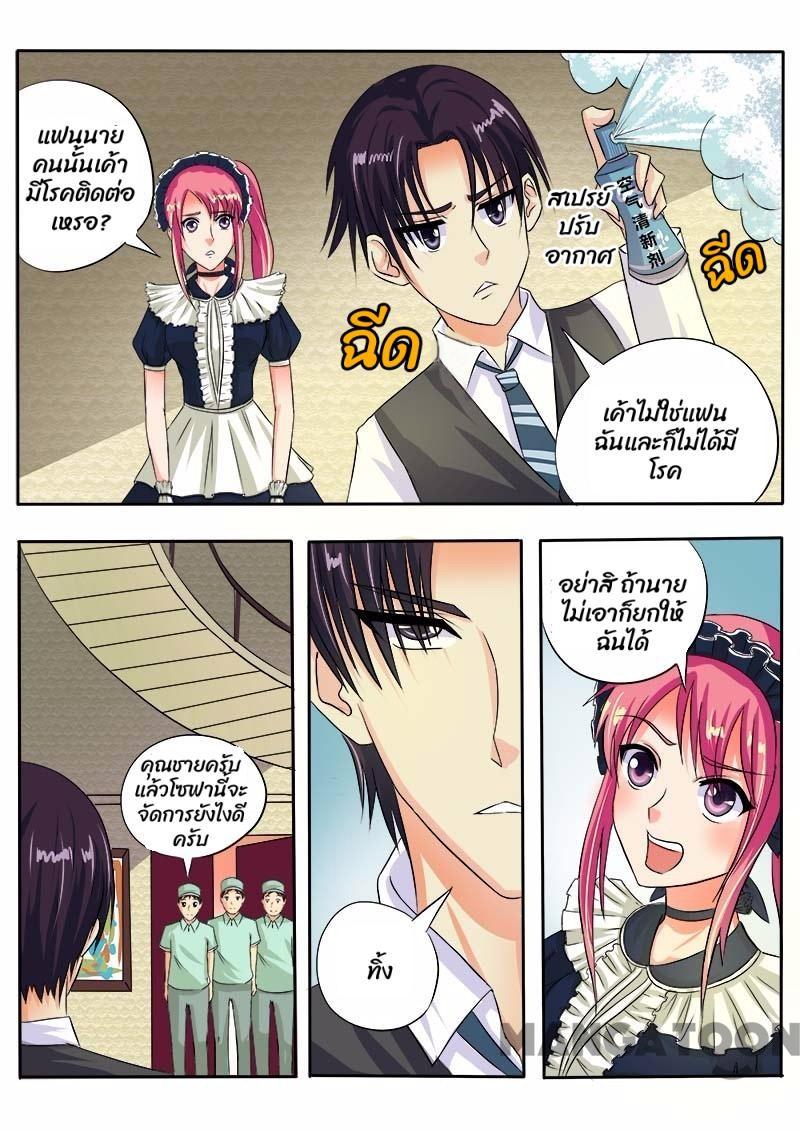 แฟนนาย
คนนั้นเค้า
มีโรคติดต่อ
เหรอ?
สเปรย์
ปรับ
อากาศ
空气清新剂
ฉีด
ฉีด
เค้าไม่ใช่แฟน
ฉันและก็ไม่ได้มี
โรค
คุณชายครับ
แล้วโซฟานี้จะ
จัดการยังไงดี
ครับ
ทิ้ง
อย่าสิ ถ้านาย
ไม่เอาก็ยกให้
ฉันได้
MANGATOON